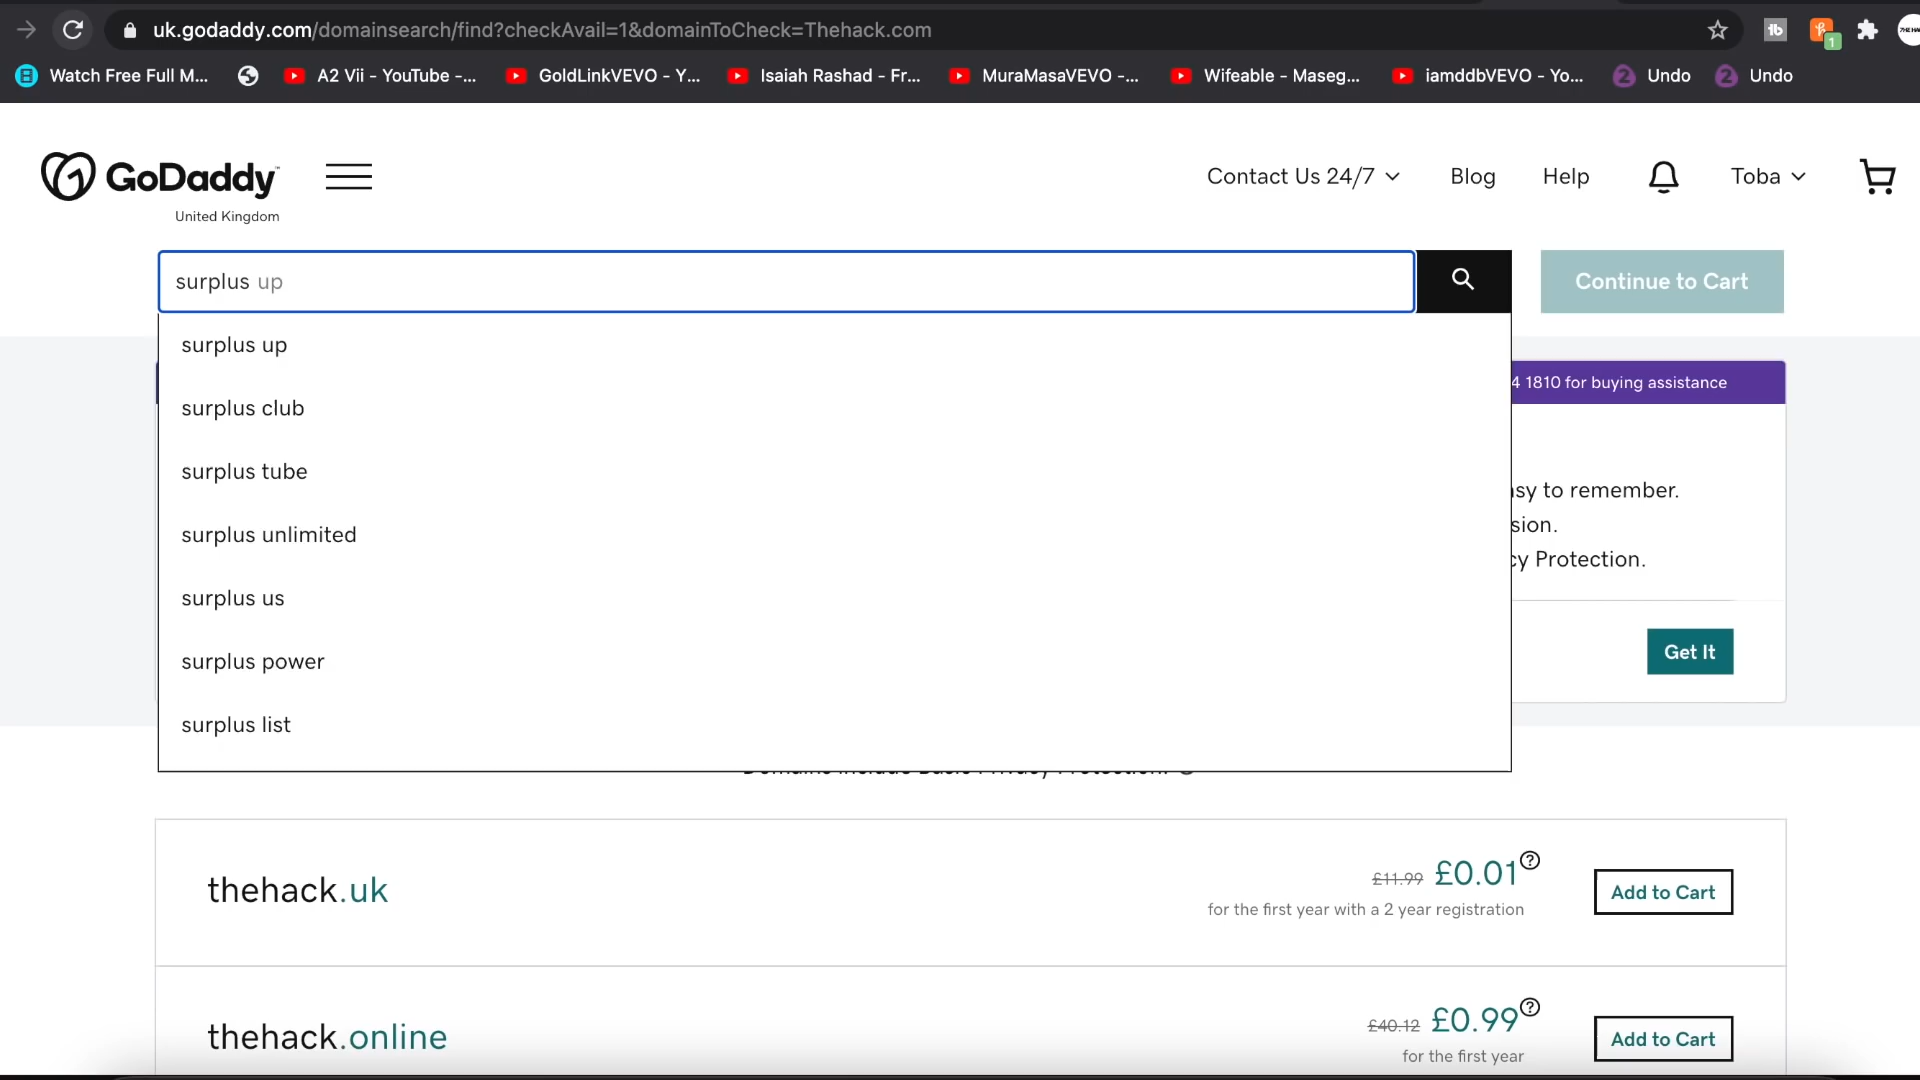 uk.godaddy.com/domainsearch/find?checkAvail=1&domainToCheck=Thehack.com
1
Watch Free Full M...
A2 Vii - YouTube -...
GoldLinkVEVO - Y...
Isaiah Rashad - Fr...
MuraMasaVEVO -...
Wifeable - Maseg...
iamddbVEVO - Yo...
Undo
Undo
GoDaddy
United Kingdom
Contact Us 24/7
Blog
Help
Toba
surplus up
Continue to Cart
surplus up
surplus club
surplus tube
surplus unlimited
surplus us
surplus power
surplus list
4 1810 for buying assistance
sy to remember.
sion.
cy Protection.
Get It
thehack.uk
£11.99 £0.01
for the first year with a 2 year registration
Add to Cart
thehack.online
£40.12 £0.99
for the first year
Add to Cart